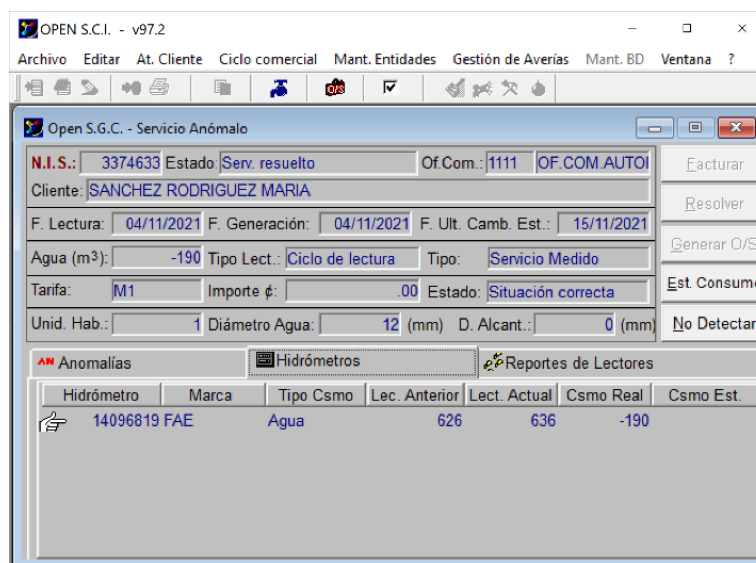 OPEN S.C.I. - v97.2
Archivo Editar At. Cliente Ciclo comercial Mant. Entidades Gestión de Averías Mant. BD Ventana ?
O/S
Open S.G.C. - Servicio Anómalo
N.I.S.: 3374633 Estado Serv. resuelto Of.Com.: 1111 OF.COM.AUTOI Facturar
Cliente: SANCHEZ RODRIGUEZ MARIA
Resolver
F. Lectura: 04/11/2021 F. Generación: 04/11/2021 F. Ult. Camb. Est.: 15/11/2021
Generar O/S
Agua (m³): -190 Tipo Lect.: Ciclo de lectura Tipo: Servicio Medido
Tarifa: M1 Importe ¢: .00 Estado: Situación correcta Est. Consumo
Unid. Hab.: 1 Diámetro Agua: 12 (mm) D. Alcant.: 0 (mm) No Detectar
AN Anomalías Hidrómetros Reportes de Lectores
Hidrómetro Marca Tipo Csmo Lec. Anterior Lect. Actual Csmo Real Csmo Est.
14096819 FAE Agua 626 636 -190